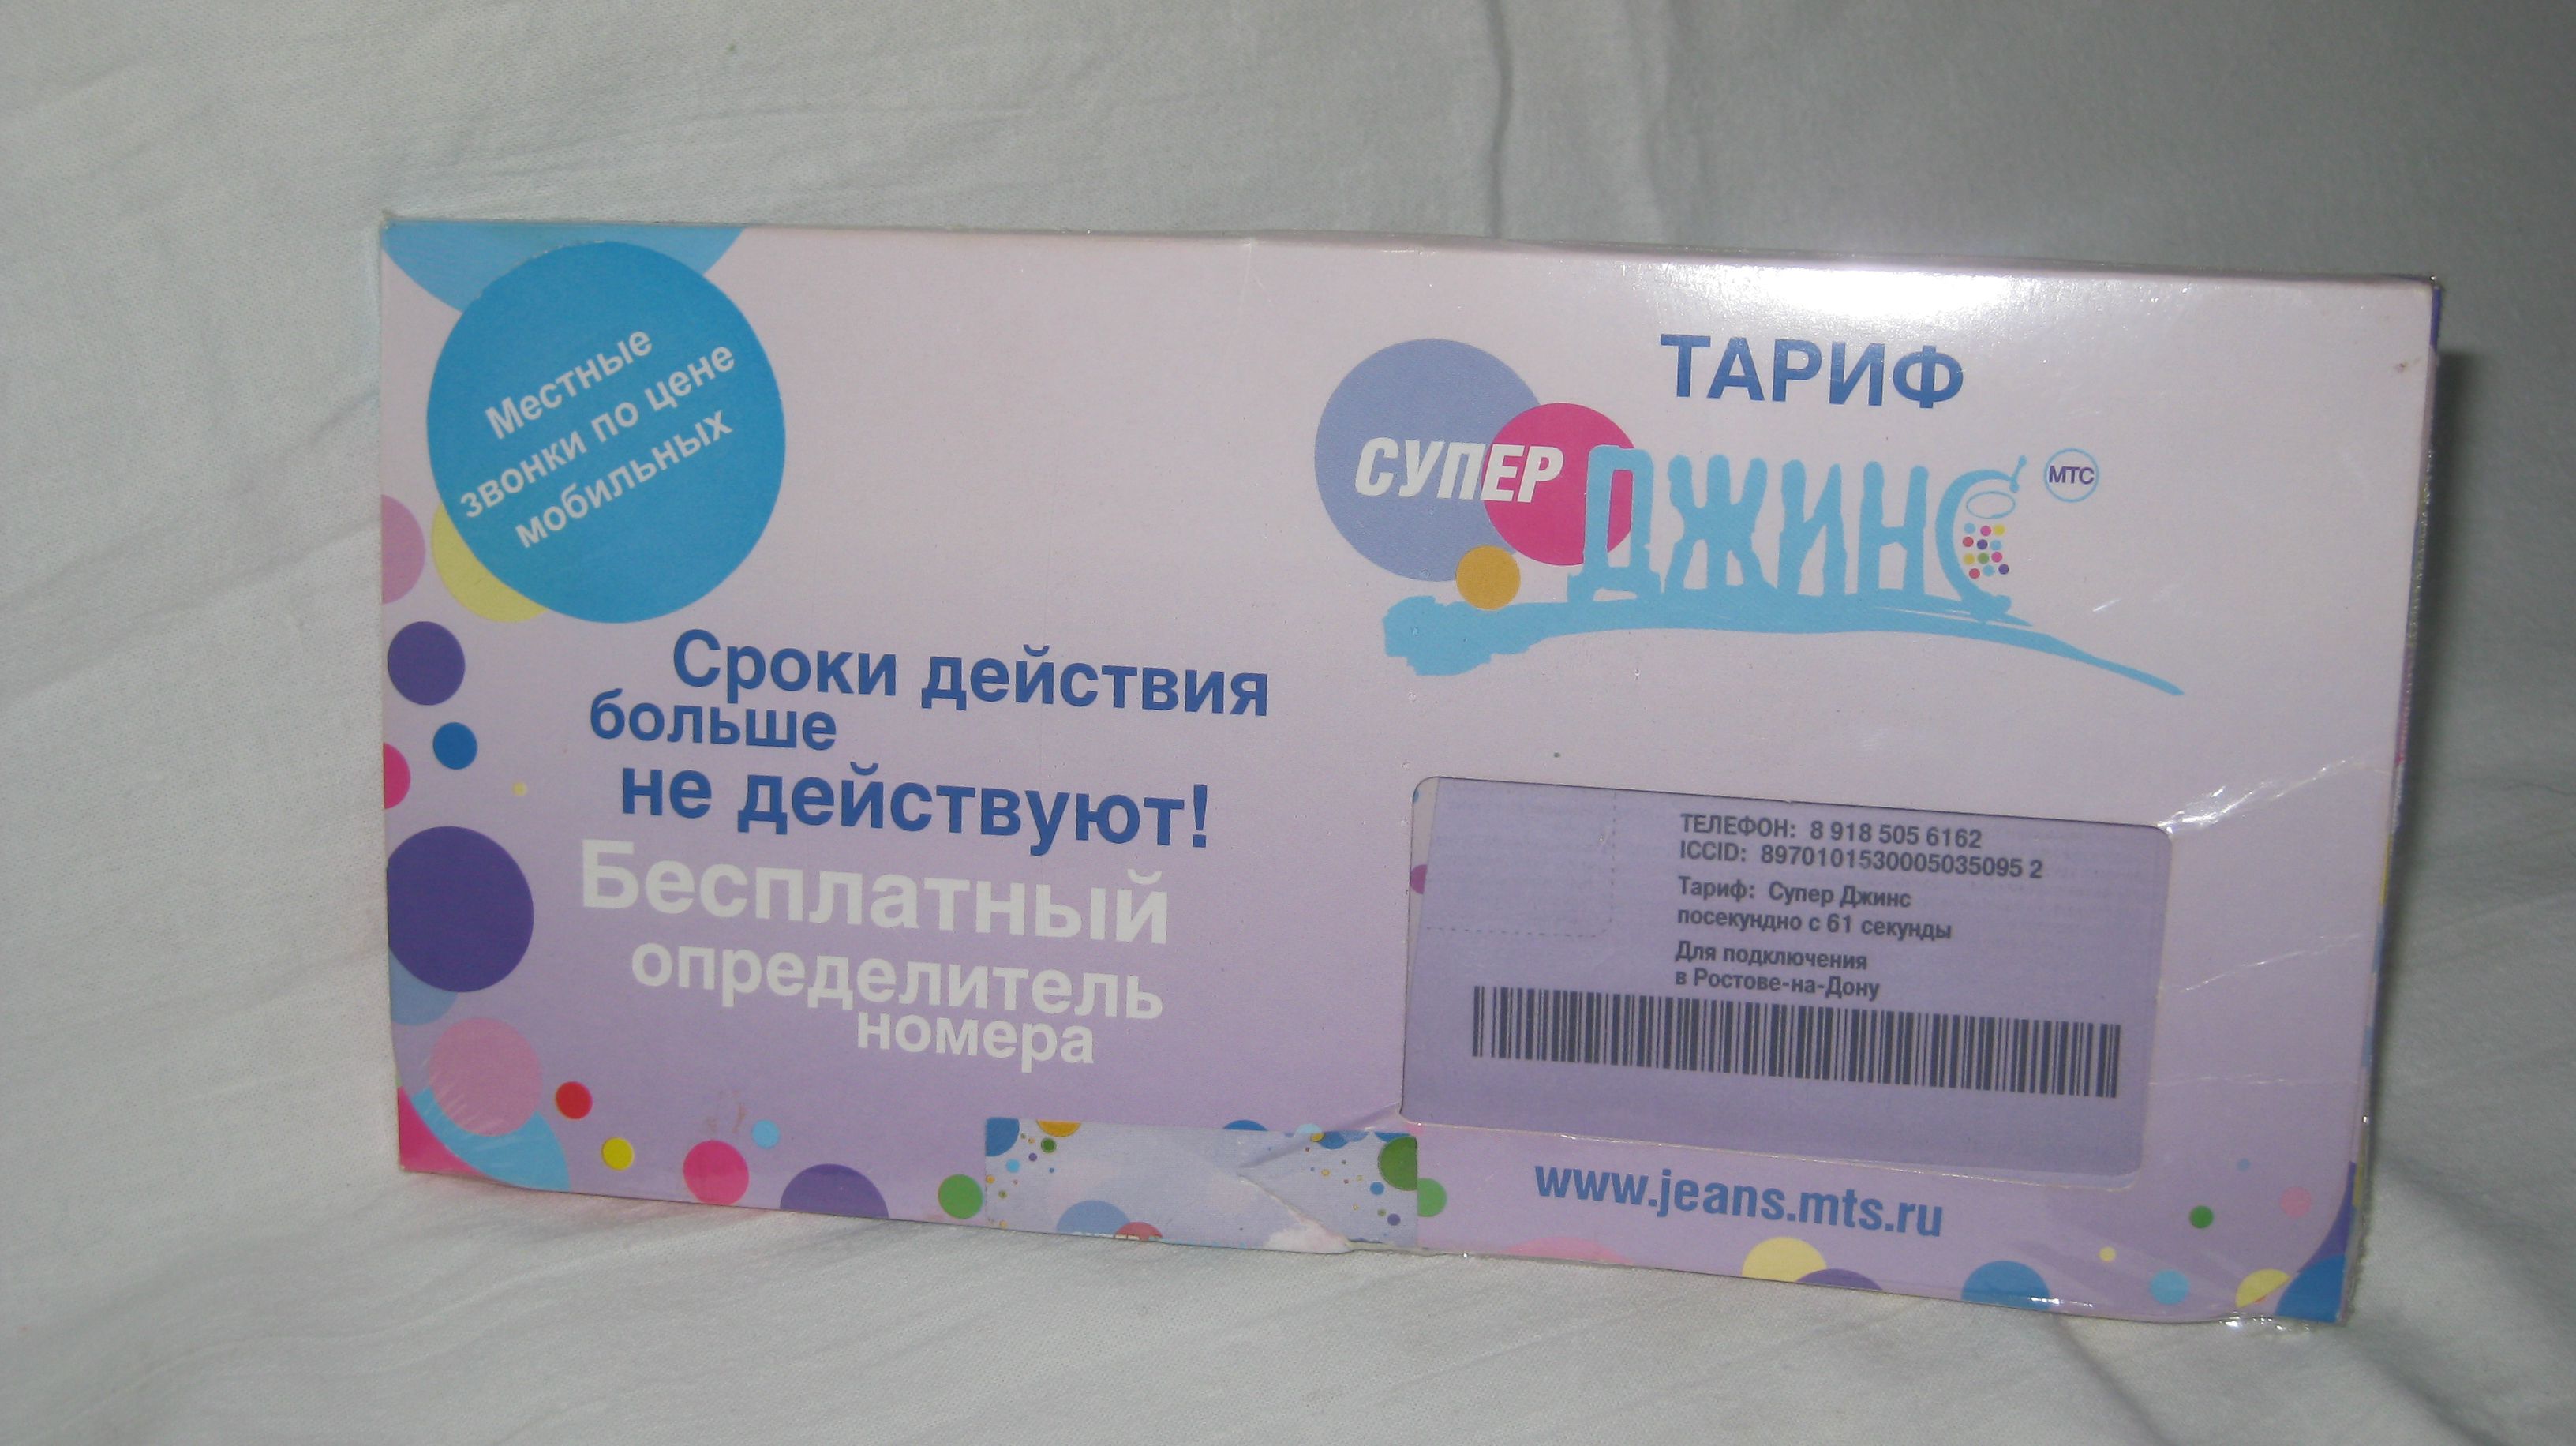 Местные
звонки по цене
мобильных
Сроки действия
больше
не действуют!
Бесплатный
определитель
номера
ТАРИФ
СУПЕР ДЖИНС
МТС
ТЕЛЕФОН: 8 918 505 6162
ICCID: 8970101530005035095 2
Тариф: Супер Джинс
посекундно с 61 секунды
Для подключения
в Ростове-на-Дону
www.jeans.mts.ru